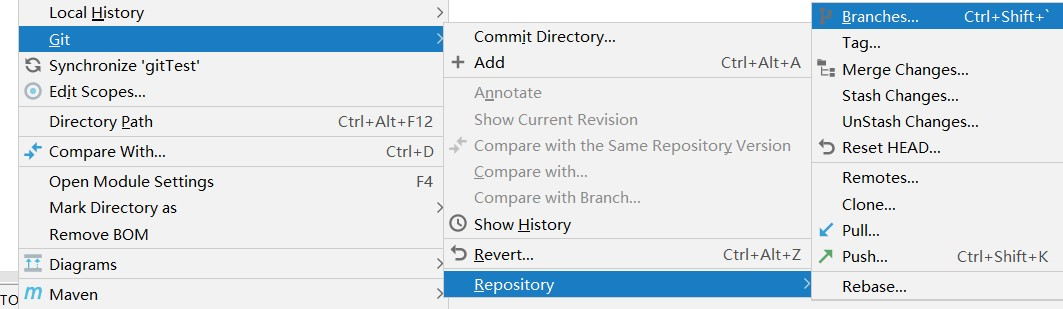 Local History
Git
Synchronize 'gitTest'
Edit Scopes...
Directory Path Ctrl+Alt+F12
Compare With... Ctrl+D
Open Module Settings F4
Mark Directory as
Remove BOM
Diagrams
Maven
TO
Commit Directory...
Add Ctrl+Alt+A
Annotate
Show Current Revision
Compare with the Same Repository Version
Compare with...
Compare with Branch...
Show History
Revert... Ctrl+Alt+Z
Repository
Branches... Ctrl+Shift+`
Tag...
Merge Changes...
Stash Changes...
UnStash Changes...
Reset HEAD...
Remotes...
Clone...
Pull...
Push... Ctrl+Shift+K
Rebase...